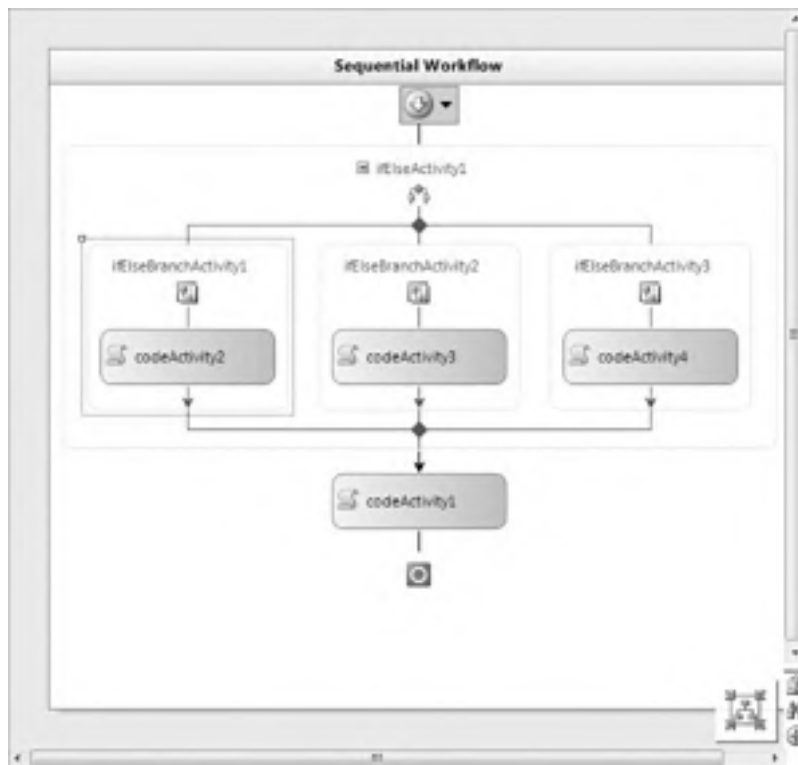 Sequential Workflow
ifElseActivity1
ifElseBranchActivity1
ifElseBranchActivity2
ifElseBranchActivity3
codeActivity2
codeActivity3
codeActivity4
codeActivity1